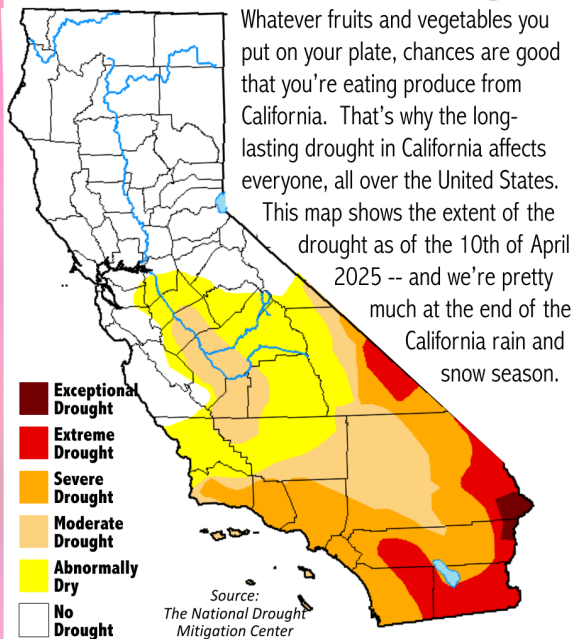 Whatever fruits and vegetables you
put on your plate, chances are good
that you're eating produce from
California.  That's why the long-
lasting drought in California affects
everyone, all over the United States.
This map shows the extent of the
drought as of the 10th of April
2025 -- and we're pretty
much at the end of the
California rain and
snow season.
Exceptional
Drought
Extreme
Drought
Severe
Drought
Moderate
Drought
Abnormally
Dry
No
Drought
Source:
The National Drought
Mitigation Center